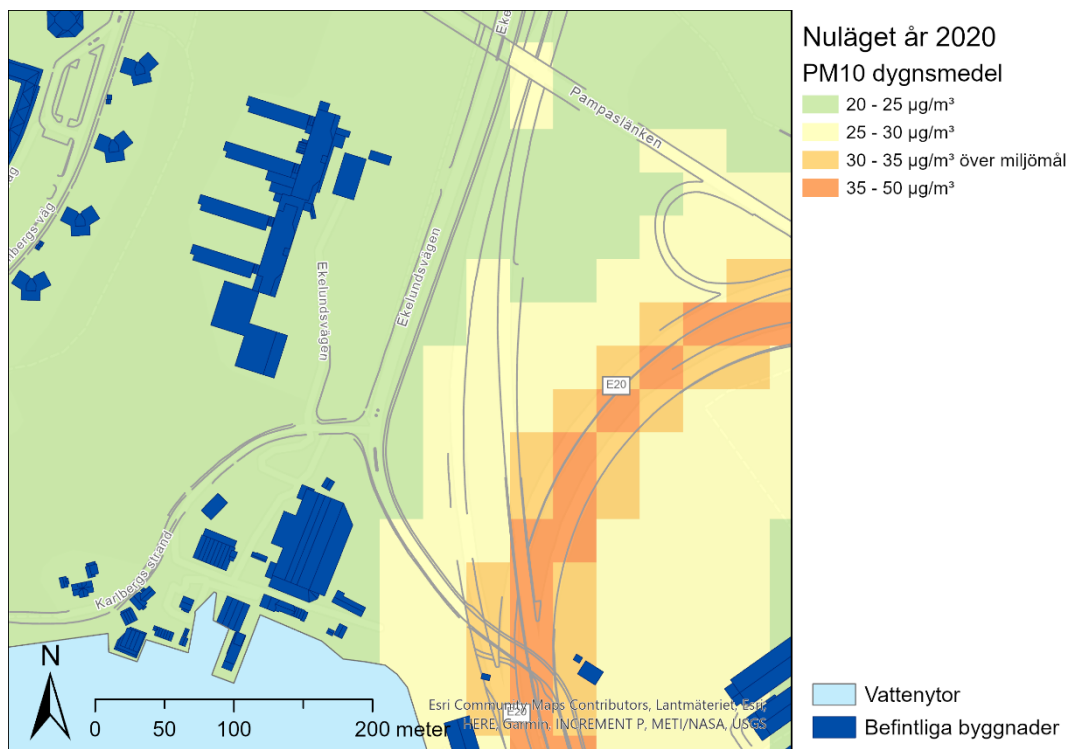 Nuläget år 2020
PM10 dygnsmedel
20 - 25 µg/m³
25 - 30 µg/m³
30 - 35 µg/m³ över miljömål
35 - 50 µg/m³
Eke
Pampaslänken
Ekelundsvägen
Ekelundsvägen
E20
Karlbergs strand
N
0 50 100 200 meter
E20
Esri Community Maps Contributors, Lantmäteriet, Esri,
HERE, Garmin, INCREMENT P, METI/NASA, USGS
Vattenytor
Befintliga byggnader